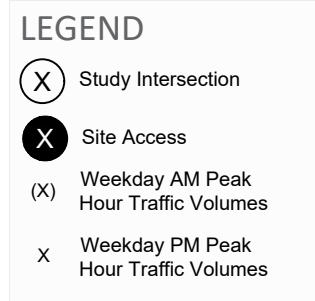 LEGEND
X Study Intersection
X Site Access
(X) Weekday AM Peak
Hour Traffic Volumes
X Weekday PM Peak
Hour Traffic Volumes